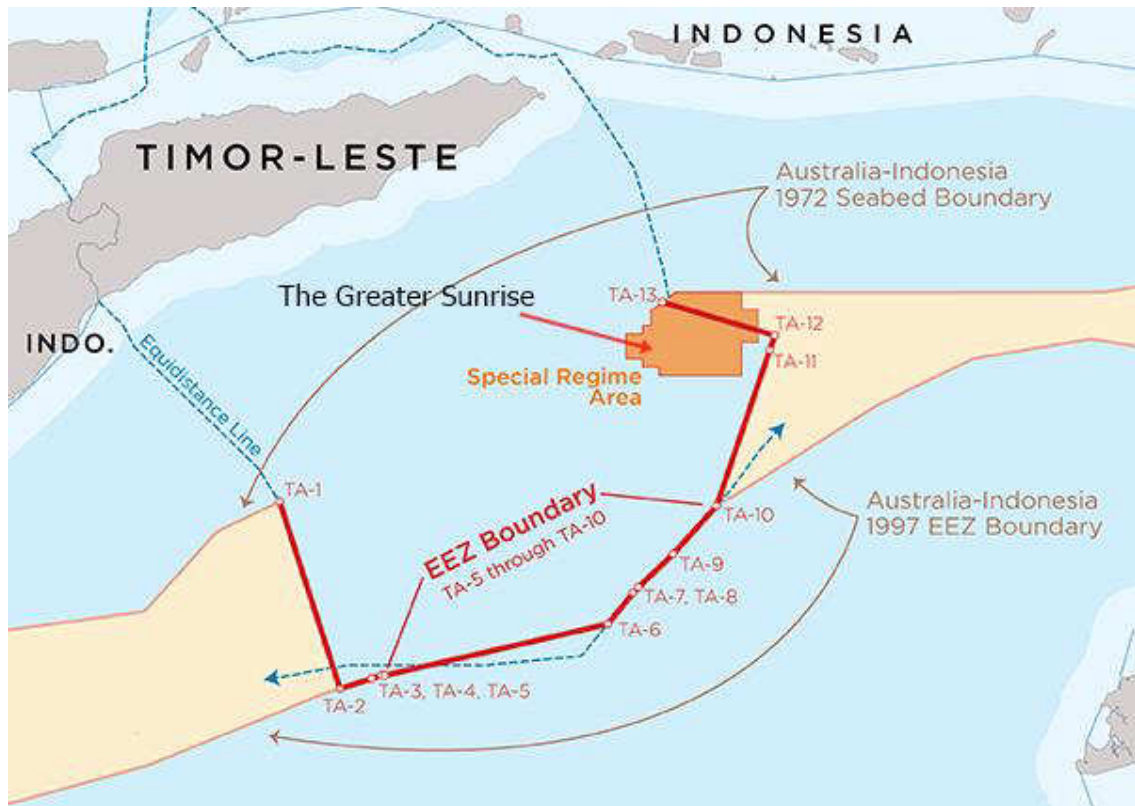 INDONESIA
TIMOR-LESTE
Australia-Indonesia
1972 Seabed Boundary
The Greater Sunrise
TA-13
TA-12
TA-11
INDO.
Equidistance Line
Special Regime
Area
TA-1
EEZ Boundary
TA-5 through TA-10
TA-10
Australia-Indonesia
1997 EEZ Boundary
TA-9
TA-7, TA-8
TA-6
TA-3, TA-4, TA-5
TA-2